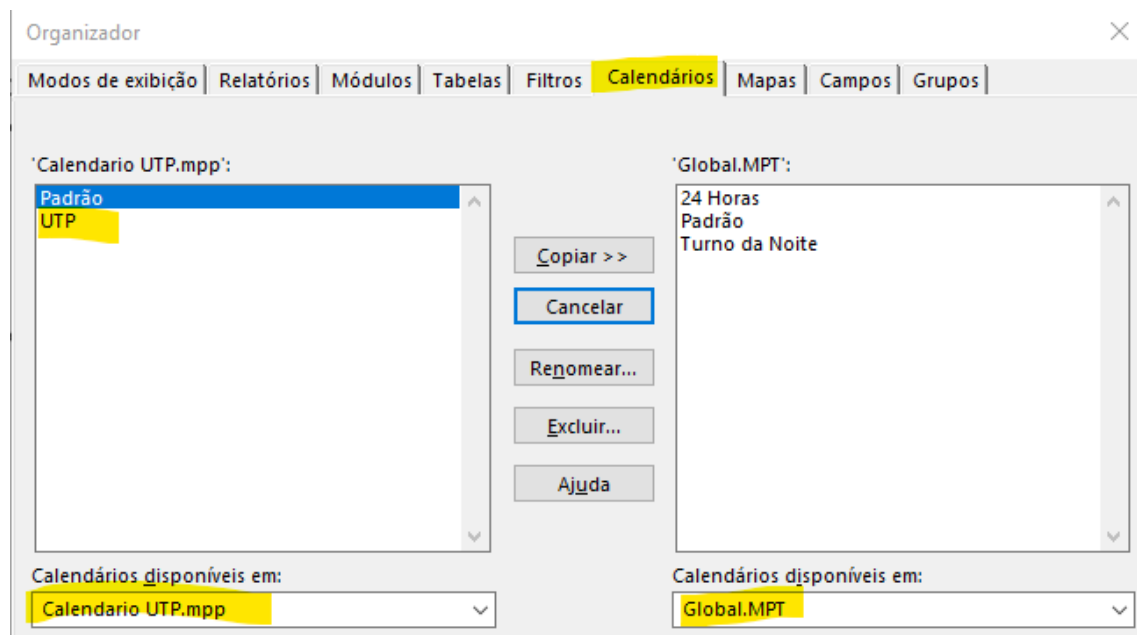 Organizador
Modos de exibição Relatórios Módulos Tabelas Filtros Calendários Mapas Campos Grupos
'Calendario UTP.mpp':
Padrão
UTP
Copiar >>
Cancelar
Renomear...
Excluir...
Ajuda
'Global.MPT':
24 Horas
Padrão
Turno da Noite
Calendários disponíveis em:
Calendario UTP.mpp
Calendários disponíveis em:
Global.MPT